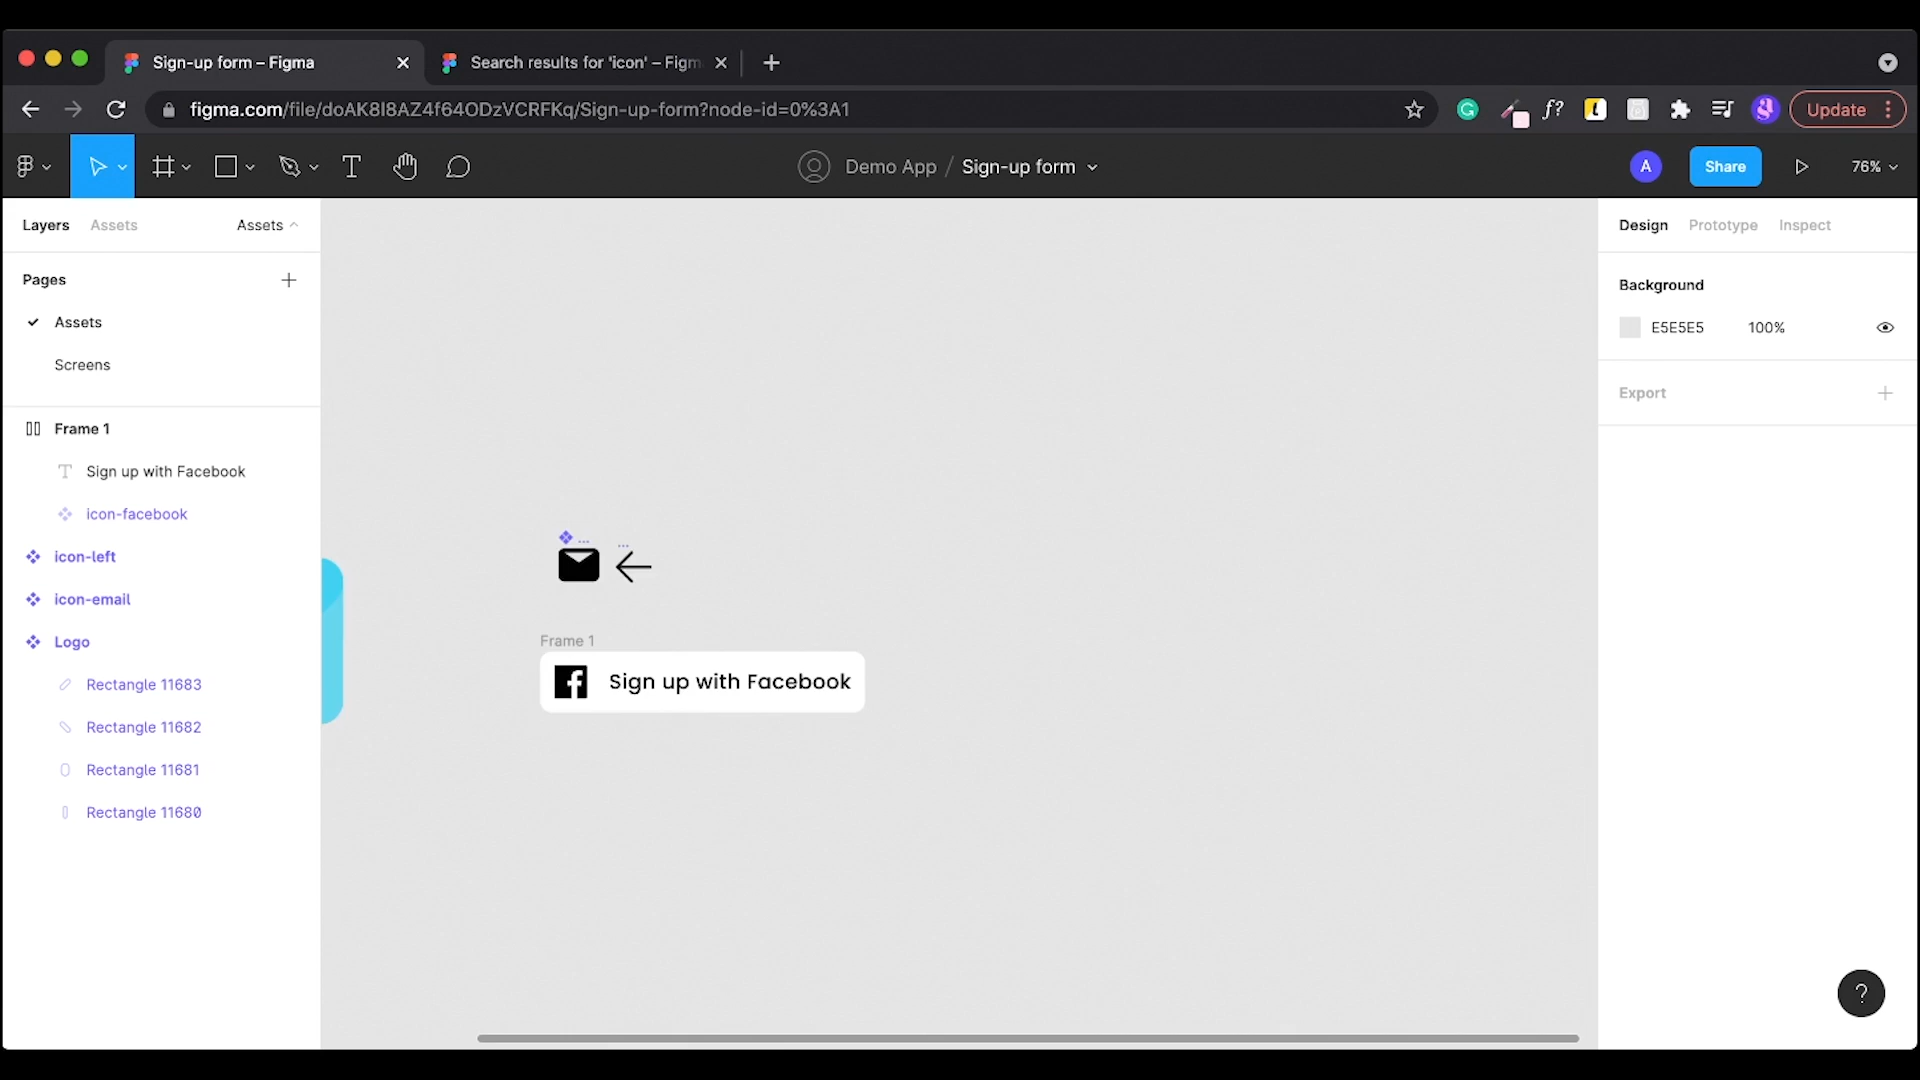 Sign-up form – Figma
Search results for 'icon' – Figm
figma.com/file/doAK8I8AZ4f64ODzVCRFKq/Sign-up-form?node-id=0%3A1
f?
Update
T
Demo App / Sign-up form
A
Share
76%
Layers
Assets
Assets
Design
Prototype
Inspect
Pages
Assets
Screens
Background
E5E5E5
100%
Export
Frame 1
Sign up with Facebook
icon-facebook
icon-left
icon-email
Logo
Rectangle 11683
Rectangle 11682
Rectangle 11681
Rectangle 11680
...
...
Frame 1
Sign up with Facebook
?